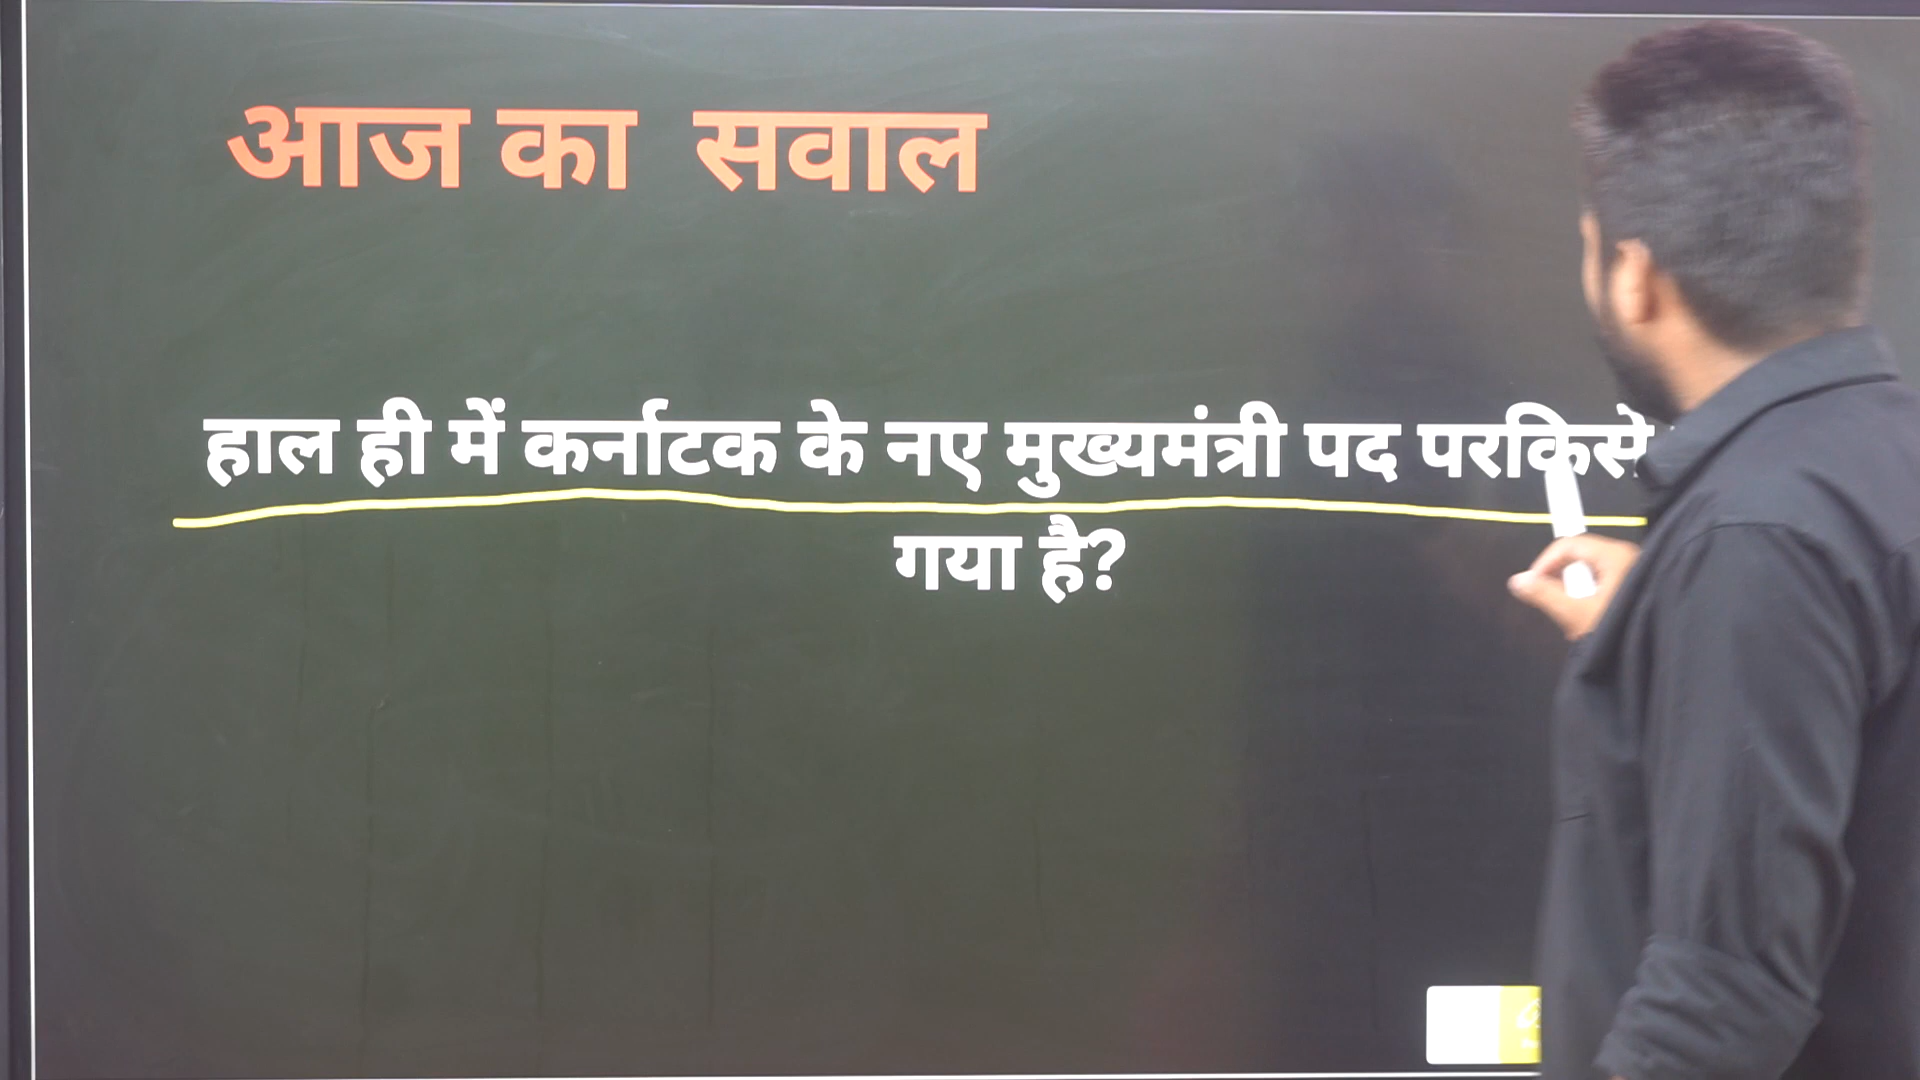 आज का सवाल
हाल ही में कर्नाटक के नए मुख्यमंत्री पद परकिसे
गया है?